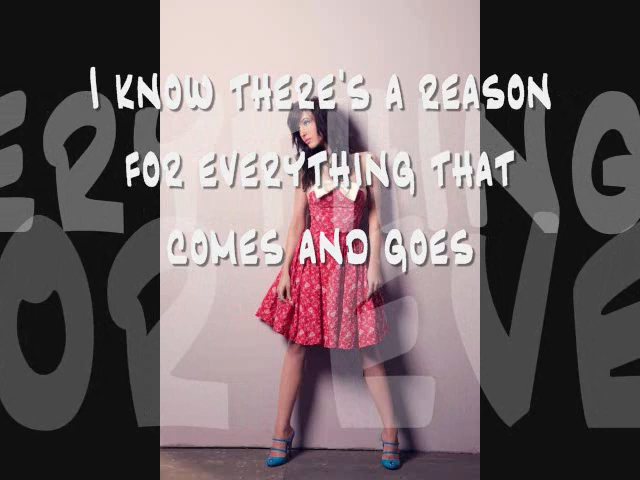 I KNOW THERE'S A REASON
FOR EVERYTHING THAT
COMES AND GOES